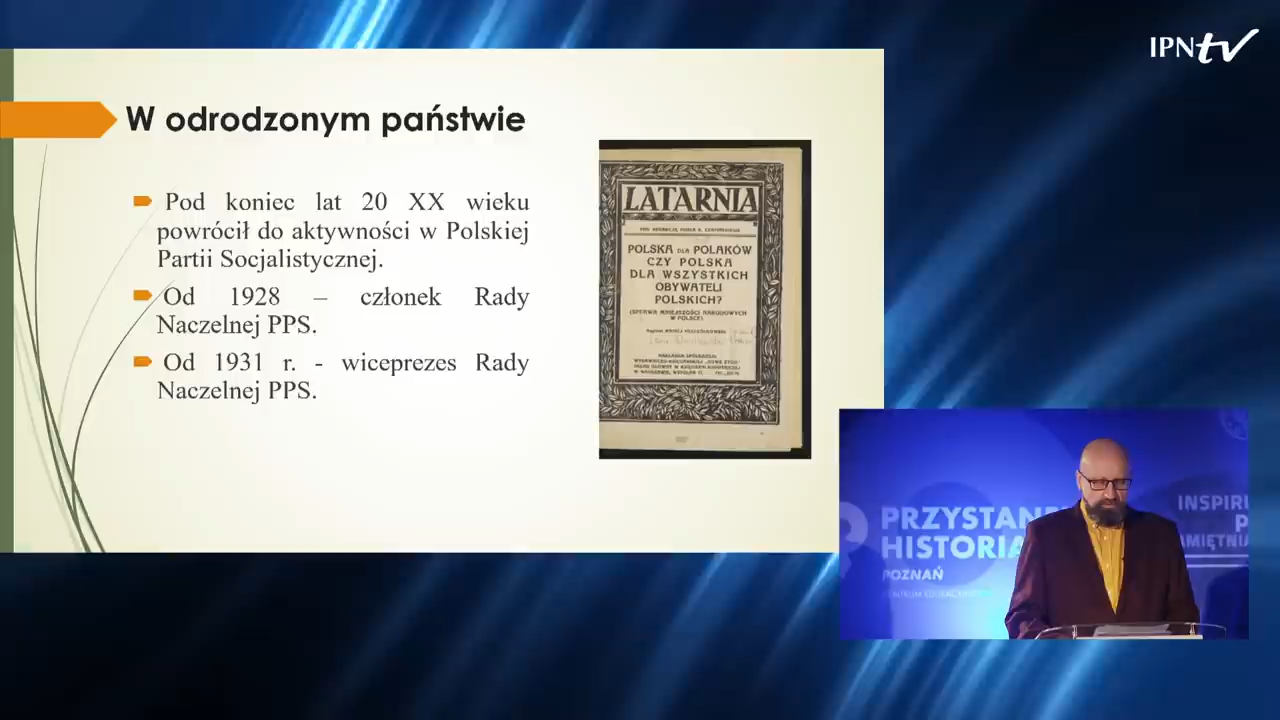 IPNtv
W odrodzonym państwie
Pod koniec lat 20 XX wieku
powrócił do aktywności w Polskiej
Partii Socjalistycznej.
Od 1928 – członek Rady
Naczelnej PPS.
Od 1931 r. - wiceprezes Rady
Naczelnej PPS.
LATARNIA
POLSKA DLA POLAKÓW
CZY POLSKA
DLA WSZYSTKICH
OBYWATELI
POLSKICH?
(SPRAWA MNIEJSZOŚCI NARODOWYCH
W POLSCE)
PRZYSTAN
HISTORIA
POZNAŃ
INSPIRU
P